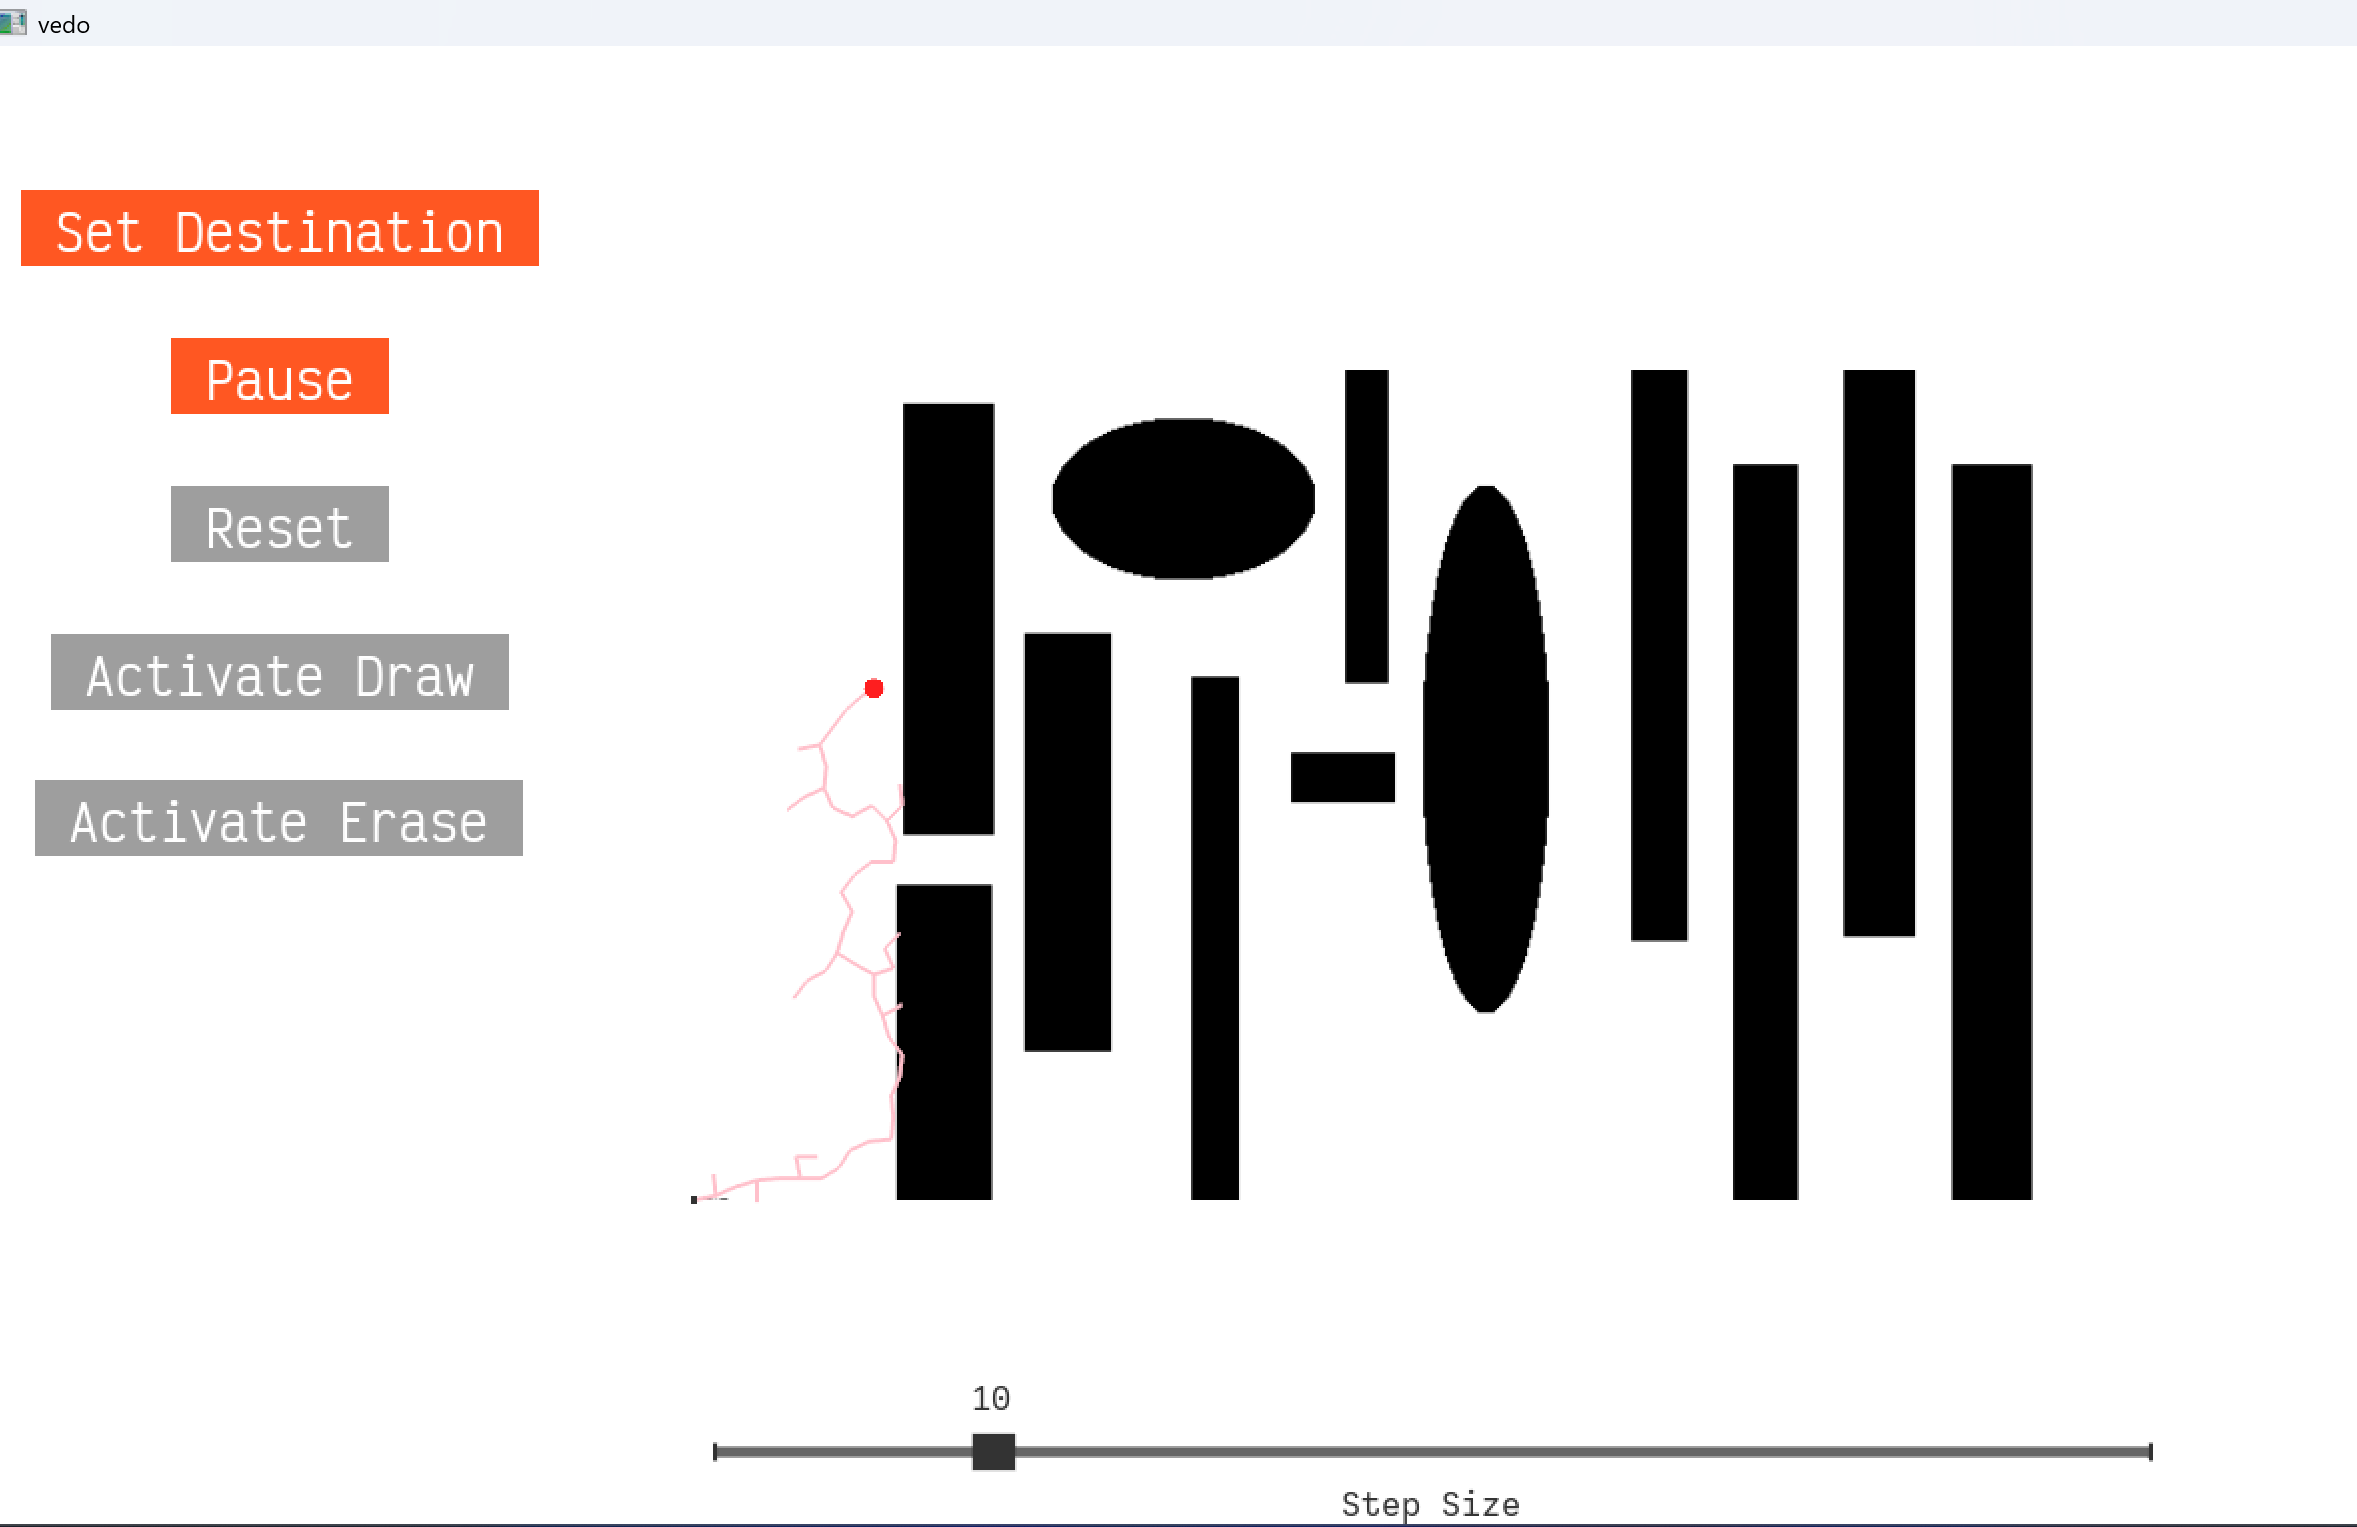 vedo
Set Destination
Pause
Reset
Activate Draw
Activate Erase
10
Step Size